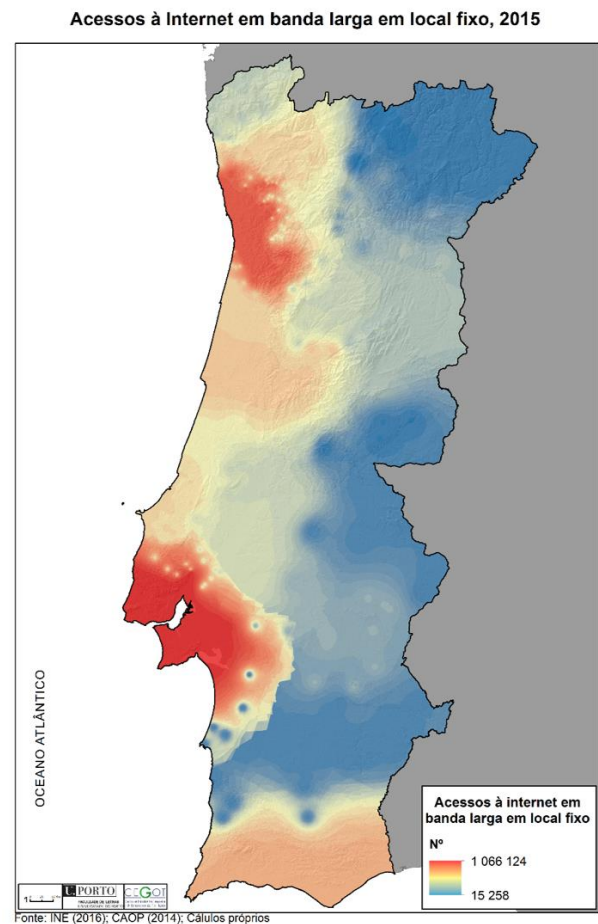 Acessos à Internet em banda larga em local fixo, 2015
OCEANO ATLÂNTICO
Acessos à internet em
banda larga em local fixo
Nº
1 066 124
15 258
U.PORTO
CEGOT
Fonte: INE (2016); CAOP (2014); Cálculos próprios